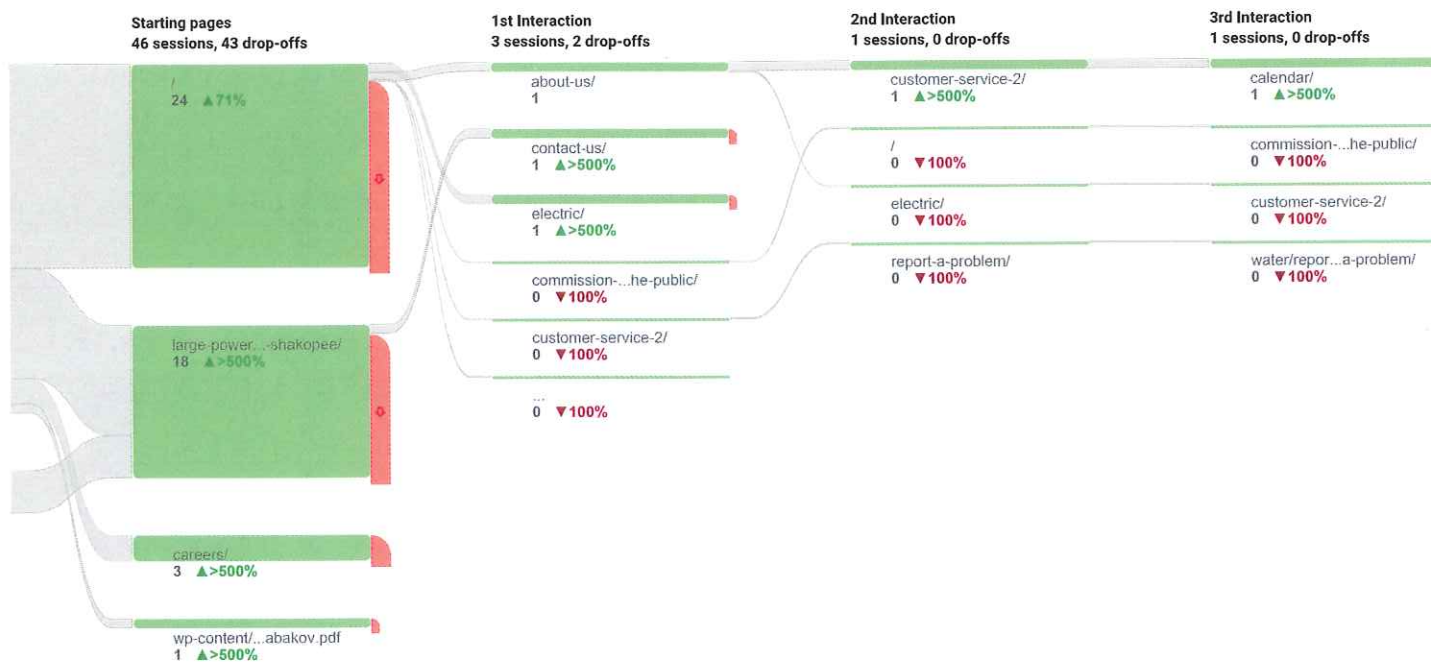 Starting pages
46 sessions, 43 drop-offs
/
24 ▲71%
large-power...-shakopee/
18 ▲>500%
careers/
3 ▲>500%
wp-content/...abakov.pdf
1 ▲>500%
1st Interaction
3 sessions, 2 drop-offs
about-us/
1
contact-us/
1 ▲>500%
electric/
1 ▲>500%
commission-...he-public/
0 ▼100%
customer-service-2/
0 ▼100%
...
0 ▼100%
2nd Interaction
1 sessions, 0 drop-offs
customer-service-2/
1 ▲>500%
/
0 ▼100%
electric/
0 ▼100%
report-a-problem/
0 ▼100%
3rd Interaction
1 sessions, 0 drop-offs
calendar/
1 ▲>500%
commission-...he-public/
0 ▼100%
customer-service-2/
0 ▼100%
water/repor...a-problem/
0 ▼100%